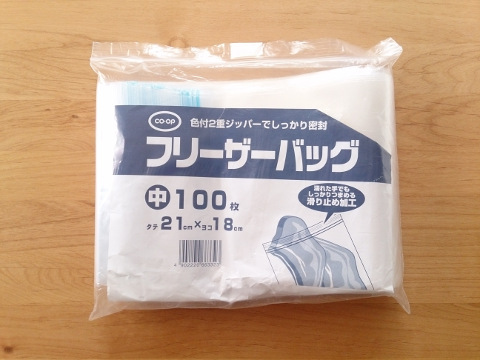 CO·OP
色付2重ジッパーでしっかり密封
フリーザーバッグ
中 100枚
タテ21cm×ヨコ18cm
濡れた手でも
しっかりつまめる
滑り止め加工